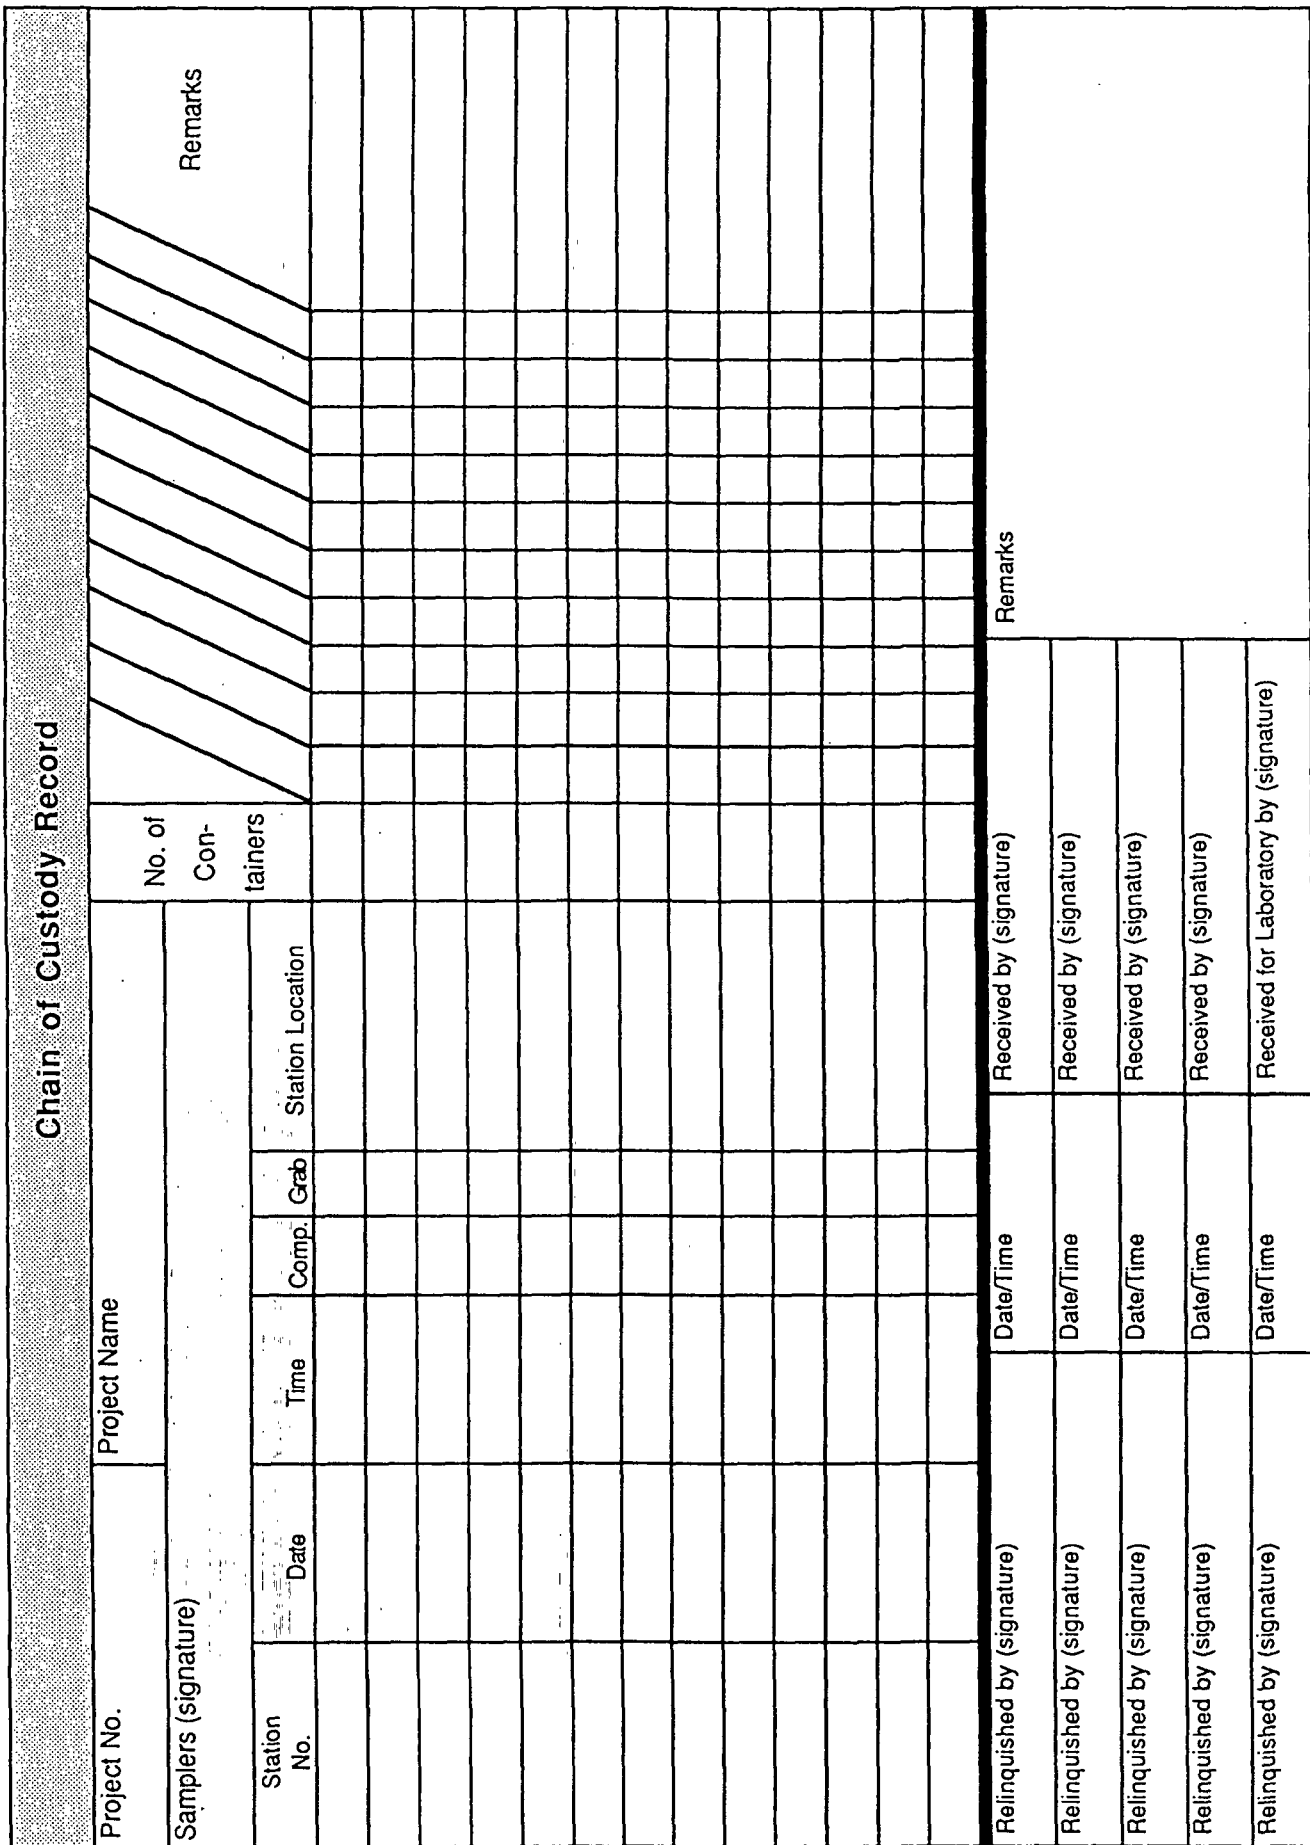 Chain of Custody Record
Project No.
Project Name
Samplers (signature)
No. of
Con-
tainers
Remarks
Station
No.
Date
Time
Comp.
Grab
Station Location
Relinquished by (signature)
Date/Time
Received by (signature)
Remarks
Relinquished by (signature)
Date/Time
Received by (signature)
Relinquished by (signature)
Date/Time
Received by (signature)
Relinquished by (signature)
Date/Time
Received by (signature)
Relinquished by (signature)
Date/Time
Received for Laboratory by (signature)